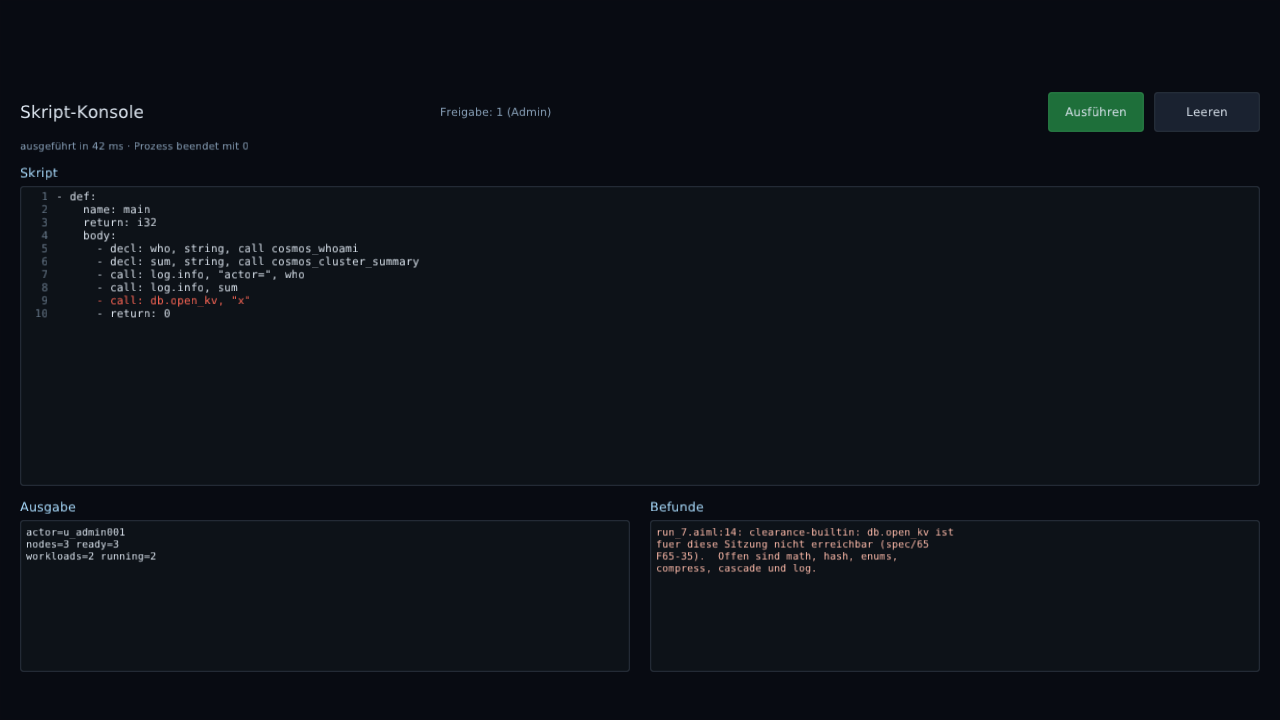 Skript-Konsole
Freigabe: 1 (Admin)
Ausführen
Leeren
ausgeführt in 42 ms · Prozess beendet mit 0
Skript
1 - def:
2     name: main
3     return: i32
4     body:
5       - decl: who, string, call cosmos_whoami
6       - decl: sum, string, call cosmos_cluster_summary
7       - call: log.info, "actor=", who
8       - call: log.info, sum
9       - call: db.open_kv, "x"
10       - return: 0
Ausgabe
actor=u_admin001
nodes=3 ready=3
workloads=2 running=2
Befunde
run_7.aiml:14: clearance-builtin: db.open_kv ist
fuer diese Sitzung nicht erreichbar (spec/65
F65-35).  Offen sind math, hash, enums,
compress, cascade und log.